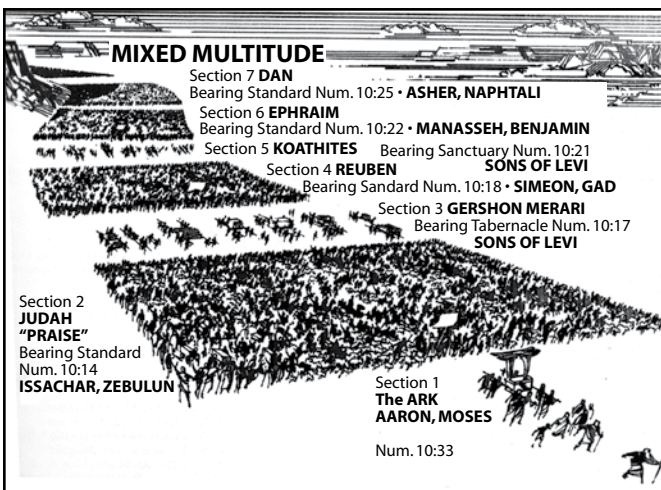 MIXED MULTITUDE
Section 7 DAN
Bearing Standard Num. 10:25 • ASHER, NAPHTALI
Section 6 EPHRAIM
Bearing Standard Num. 10:22 • MANASSEH, BENJAMIN
Section 5 KOATHITES Bearing Sanctuary Num. 10:21
SONS OF LEVI
Section 4 REUBEN
Bearing Sandard Num. 10:18 • SIMEON, GAD
Section 3 GERSHON MERARI
Bearing Tabernacle Num. 10:17
SONS OF LEVI
Section 2
JUDAH
“PRAISE”
Bearing Standard
Num. 10:14
ISSACHAR, ZEBULUN
Section 1
The ARK
AARON, MOSES
Num. 10:33